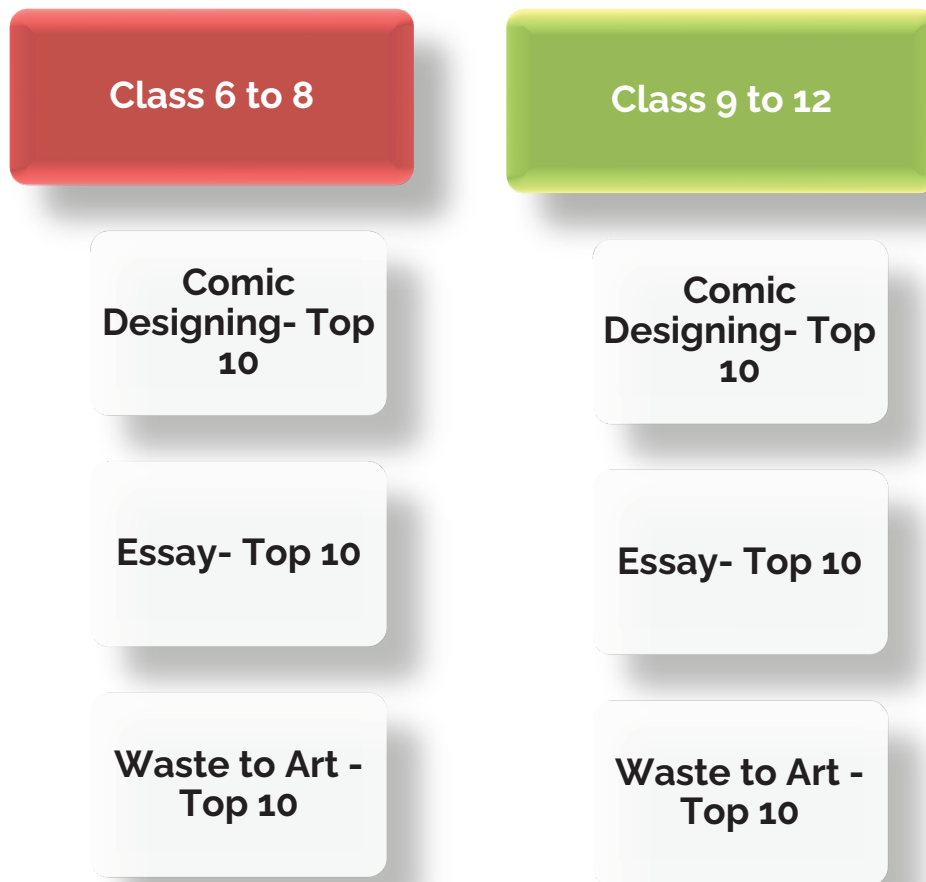 Class 6 to 8
Comic
Designing- Top
10
Essay- Top 10
Waste to Art -
Top 10
Class 9 to 12
Comic
Designing- Top
10
Essay- Top 10
Waste to Art -
Top 10